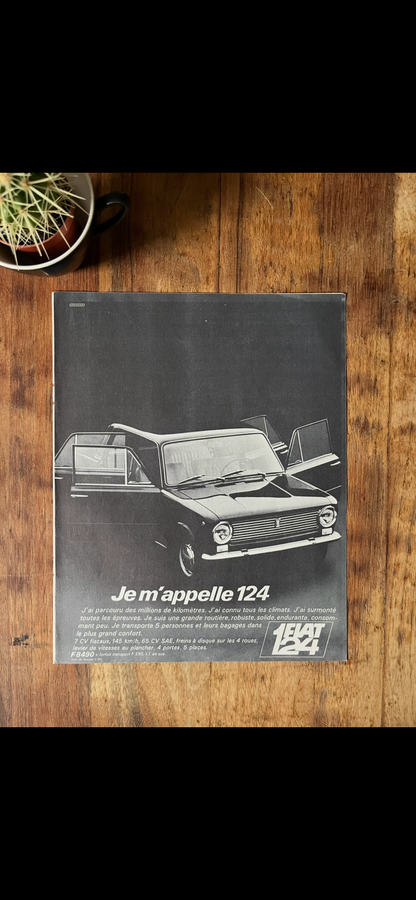 Je m'appelle 124
J'ai parcouru des millions de kilomètres. J'ai connu tous les climats. J'ai surmonté
toutes les épreuves. Je suis une grande routière, robuste, solide, endurante, consom-
mant peu. Je transporte 5 personnes et leurs bagages dans
le plus grand confort.
7 CV fiscaux, 145 km/h, 65 CV SAE, freins à disque sur les 4 roues,
levier de vitesses au plancher, 4 portes, 5 places.
F 8490
FIAT
124